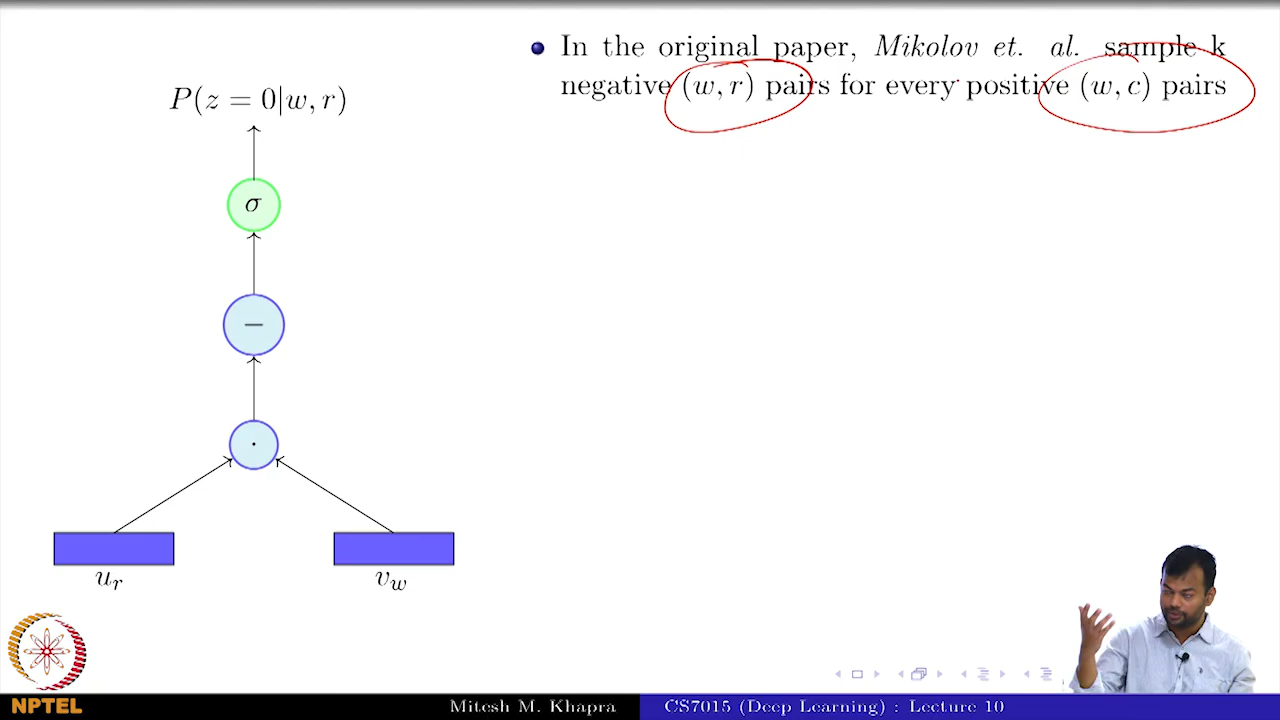 In the original paper, Mikolov et. al. sample k
negative (w, r) pairs for every positive (w, c) pairs
P(z = 0|w, r)
σ
−
·
u_r
v_w
NPTEL
Mitesh M. Khapra
CS7015 (Deep Learning) : Lecture 10